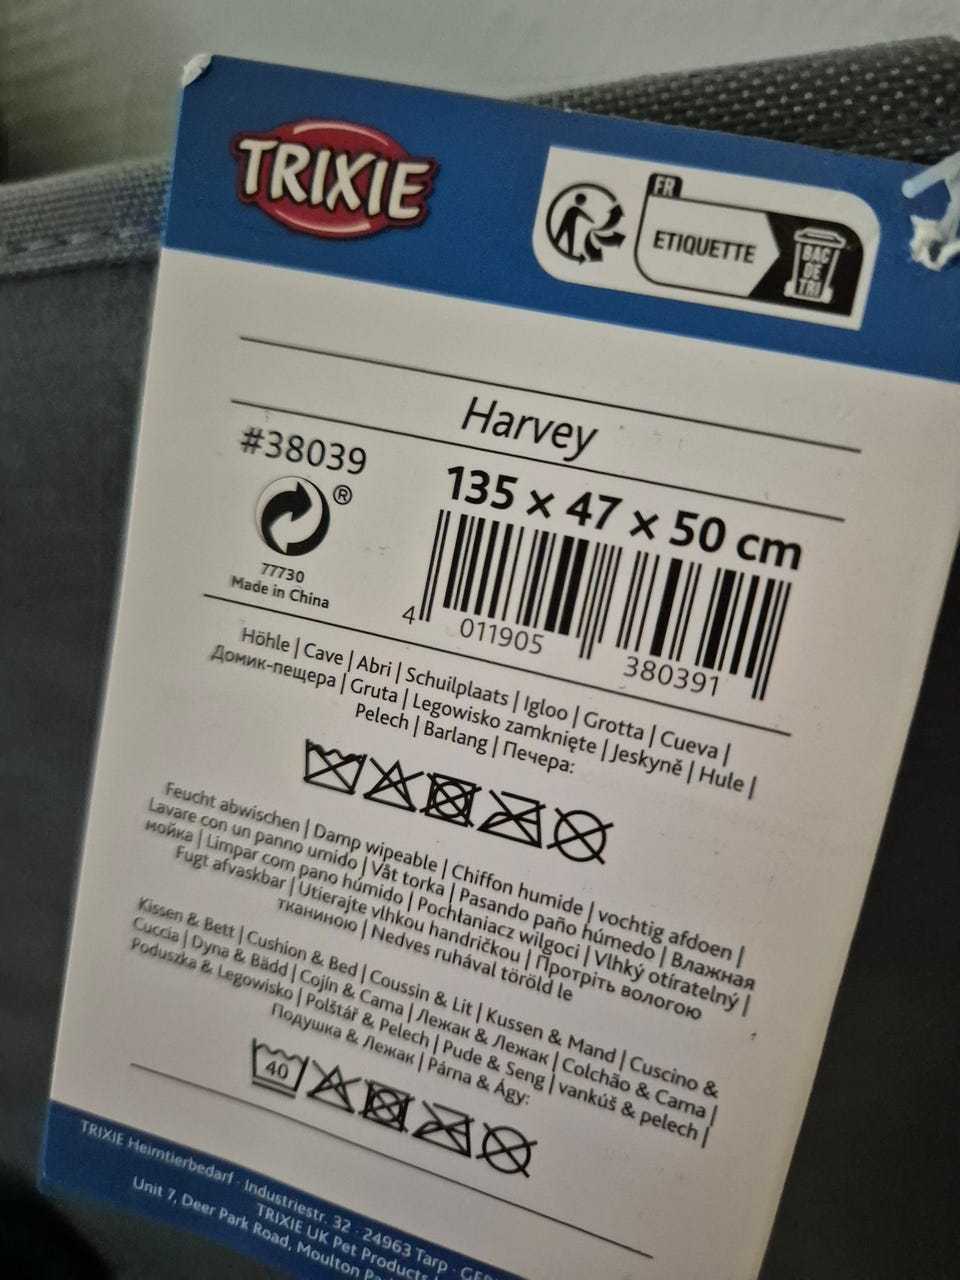 TRIXIE
FR
ETIQUETTE
BAC
DE
TRI
Harvey
#38039
135 x 47 x 50 cm
®
77730
Made in China
4 011905 380391
Höhle | Cave | Abri | Schuilplaats | Igloo | Grotta | Cueva |
Домик-пещера | Gruta | Legowisko zamknięte | Jeskyně | Hule |
Pelech | Barlang | Печера:
Feucht abwischen | Damp wipeable | Chiffon humide | vochtig afdoen |
Lavare con un panno umido | Våt torka | Pasando paño húmedo | Влажная
мойка | Limpar com pano húmido | Pochłaniacz wilgoci | Vlhký otíratelný |
Fugt afvaskbar | Utierajte vlhkou handričkou | Протріть вологою
тканиною | Nedves ruhával töröld le
Kissen & Bett | Cushion & Bed | Coussin & Lit | Kussen & Mand | Cuscino &
Cuccia | Dyna & Bädd | Cojín & Cama | Лежак & Лежак | Colchão & Cama |
Poduszka & Legowisko | Polštář & Pelech | Pude & Seng | vankúš & pelech |
Подушка & Лежак | Párna & Ágy:
40
TRIXIE Heimtierbedarf · Industriestr. 32 · 24963 Tarp ·
TRIXIE UK Pet Products
Unit 7, Deer Park Road, Moulton